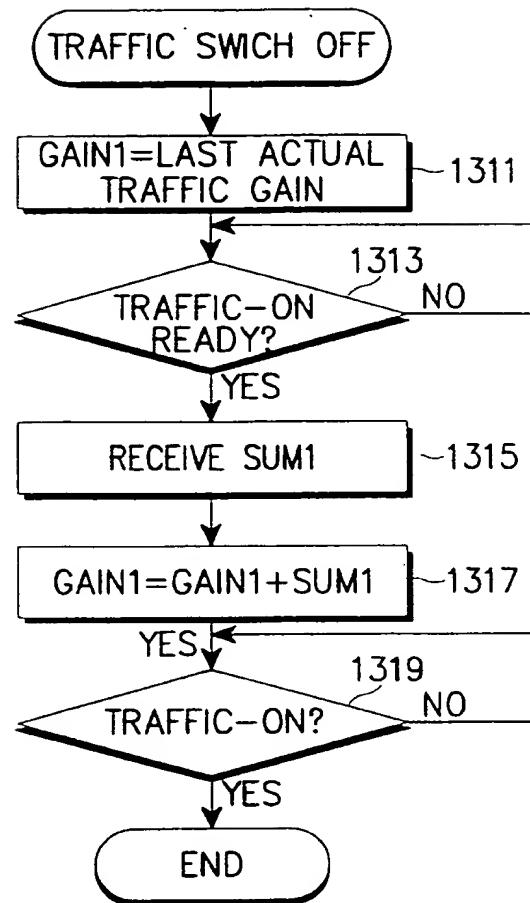 TRAFFIC SWICH OFF
GAIN1=LAST ACTUAL
TRAFFIC GAIN
1311
1313
TRAFFIC-ON
READY?
NO
YES
RECEIVE SUM1
1315
GAIN1=GAIN1+SUM1
1317
YES
1319
TRAFFIC-ON?
NO
YES
END